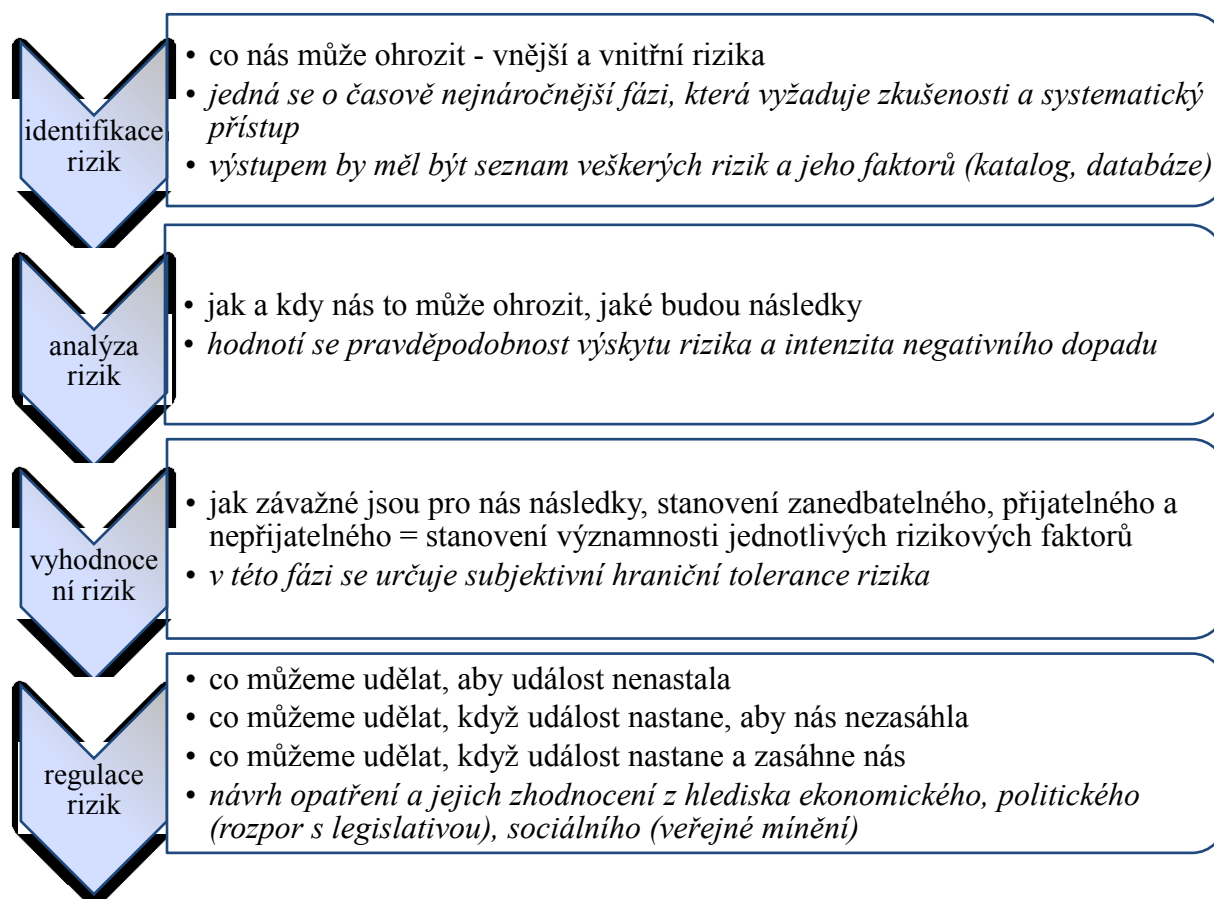 identifikace
rizik
• co nás může ohrozit - vnější a vnitřní rizika
• jedná se o časově nejnáročnější fázi, která vyžaduje zkušenosti a systematický
přístup
• výstupem by měl být seznam veškerých rizik a jeho faktorů (katalog, databáze)
analýza
rizik
• jak a kdy nás to může ohrozit, jaké budou následky
• hodnotí se pravděpodobnost výskytu rizika a intenzita negativního dopadu
vyhodnoce
ní rizik
• jak závažné jsou pro nás následky, stanovení zanedbatelného, přijatelného a
nepřijatelného = stanovení významnosti jednotlivých rizikových faktorů
• v této fázi se určuje subjektivní hraniční tolerance rizika
regulace
rizik
• co můžeme udělat, aby událost nenastala
• co můžeme udělat, když událost nastane, aby nás nezasáhla
• co můžeme udělat, když událost nastane a zasáhne nás
• návrh opatření a jejich zhodnocení z hlediska ekonomického, politického
(rozpor s legislativou), sociálního (veřejné mínění)